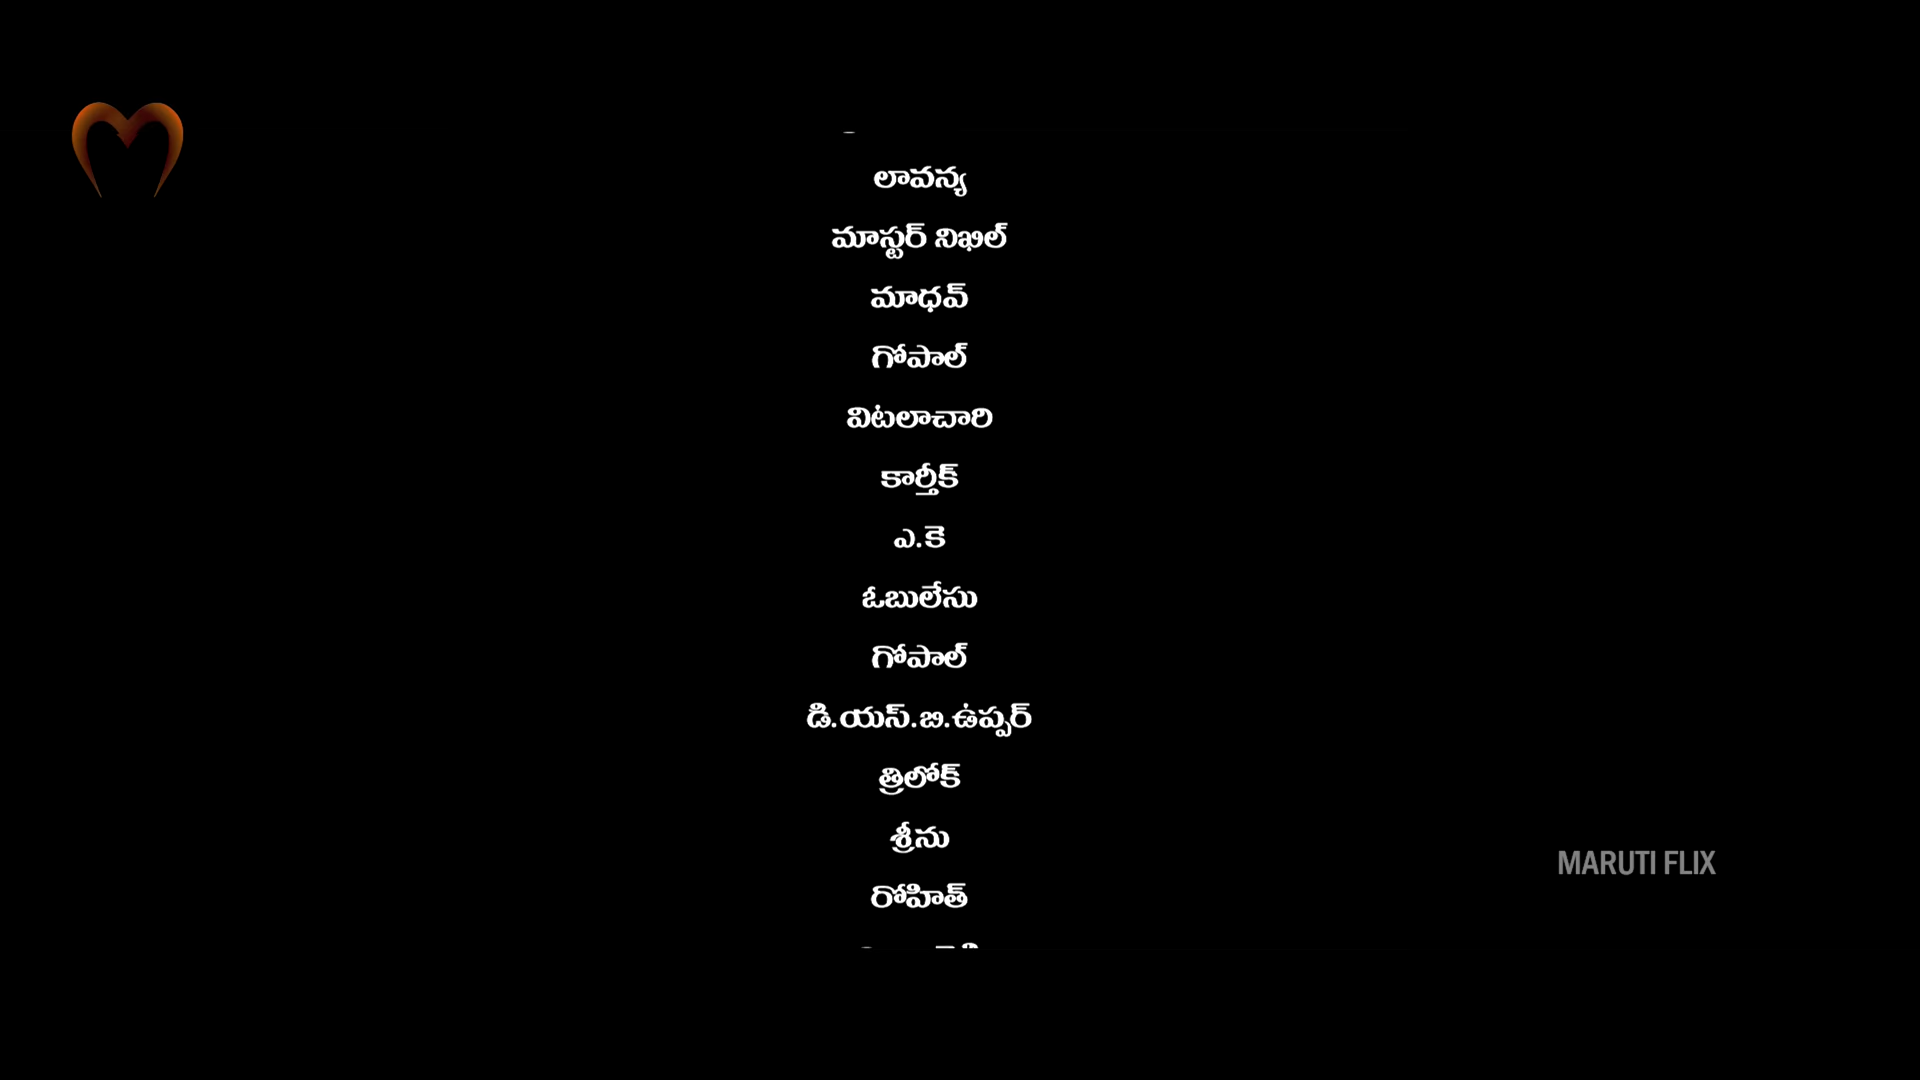 లావన్య
మాస్టర్ నిఖిల్
మాధవ్
గోపాల్
విటలాచారి
కార్తీక్
ఎ.కె
ఓబులేసు
గోపాల్
డి.యస్.బి.ఉప్పర్
త్రిలోక్
శ్రీను
రోహిత్
MARUTI FLIX